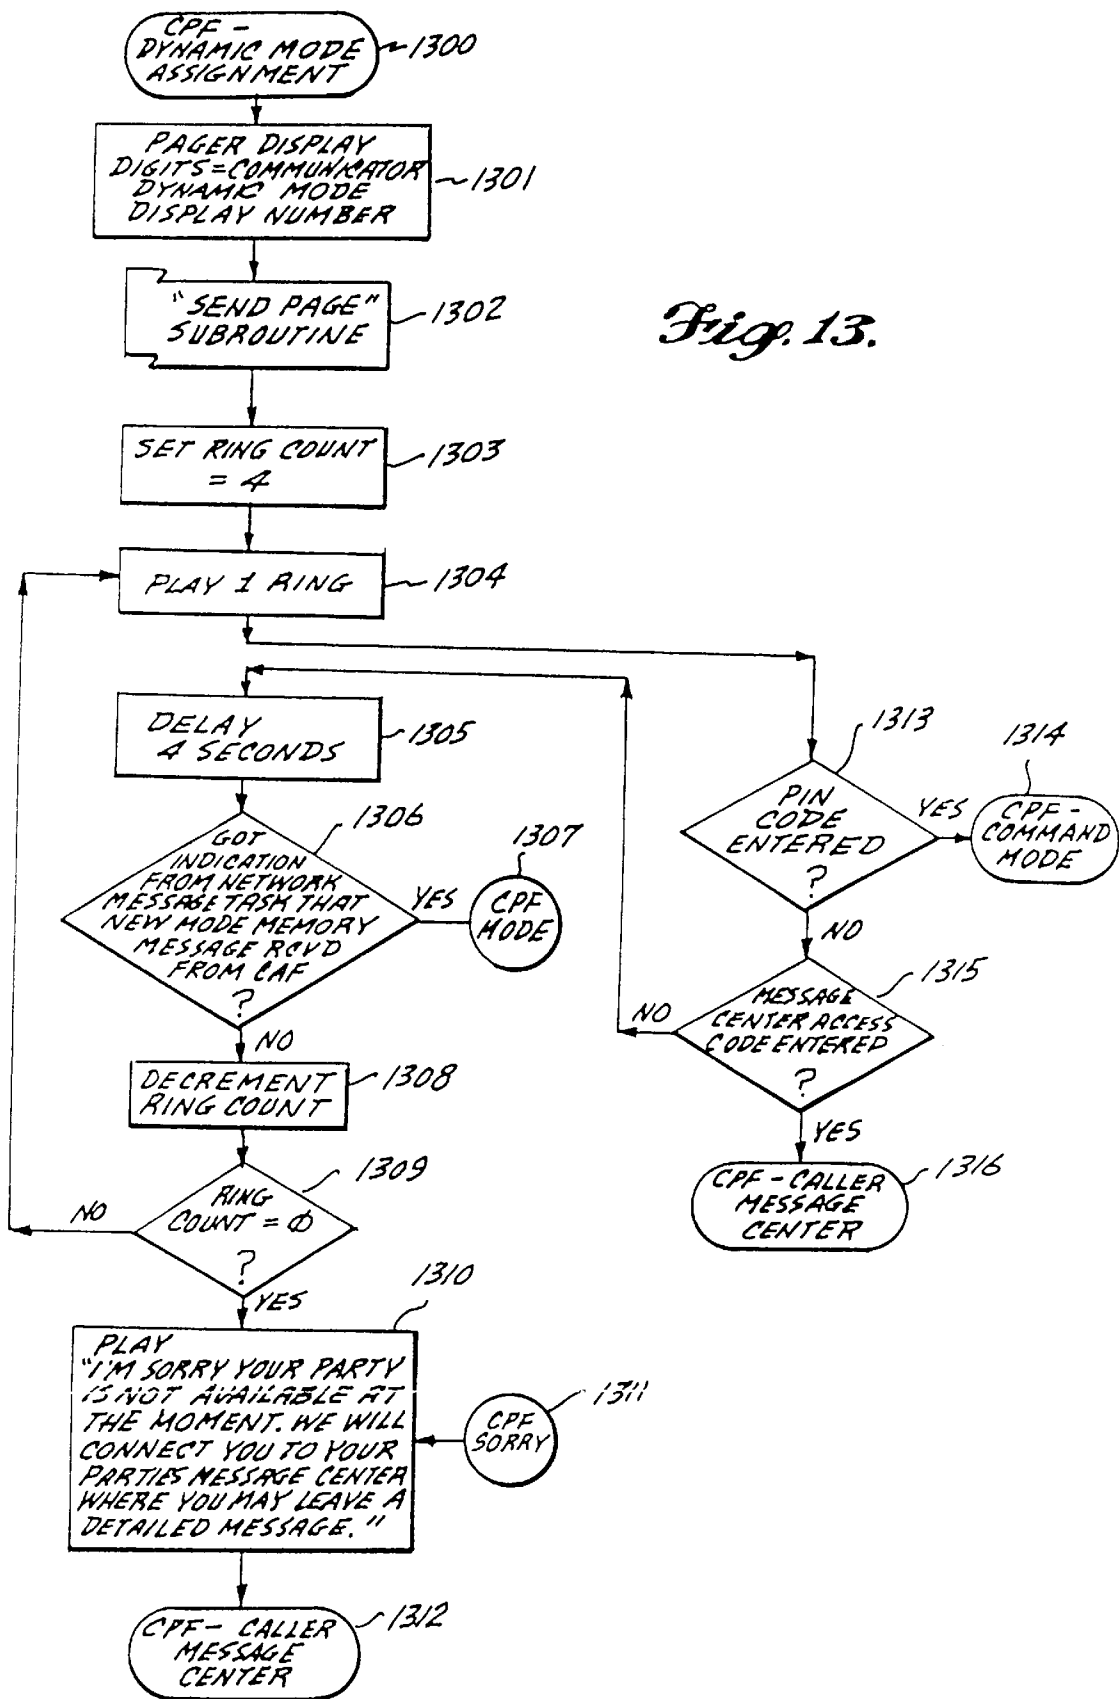 CPF -
DYNAMIC MODE
ASSIGNMENT
1300
PAGER DISPLAY
DIGITS = COMMUNICATOR
DYNAMIC MODE
DISPLAY NUMBER
1301
"SEND PAGE"
SUBROUTINE
1302
Fig. 13.
SET RING COUNT
= 4
1303
PLAY 1 RING
1304
DELAY
4 SECONDS
1305
GOT
INDICATION
FROM NETWORK
MESSAGE TASK THAT
NEW MODE MEMORY
MESSAGE RCVD
FROM CAF
?
1306
YES
CPF
MODE
1307
NO
DECREMENT
RING COUNT
1308
RING
COUNT = Ø
?
1309
NO
YES
PLAY
"I'M SORRY YOUR PARTY
IS NOT AVAILABLE AT
THE MOMENT. WE WILL
CONNECT YOU TO YOUR
PARTIES MESSAGE CENTER
WHERE YOU MAY LEAVE A
DETAILED MESSAGE."
1310
CPF
SORRY
1311
CPF - CALLER
MESSAGE
CENTER
1312
PIN
CODE
ENTERED
?
1313
YES
CPF -
COMMAND
MODE
1314
NO
MESSAGE
CENTER ACCESS
CODE ENTERED
?
1315
NO
YES
CPF - CALLER
MESSAGE
CENTER
1316